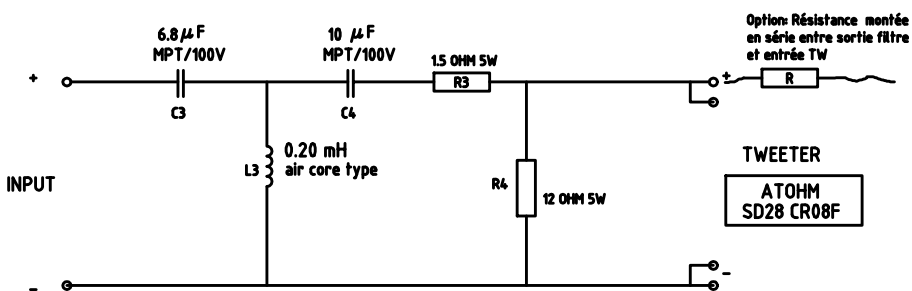 6.8 µF
MPT/100V
+
C3
10 µF
MPT/100V
C4
1.5 OHM 5W
R3
Option: Résistance montée
en série entre sortie filtre
et entrée TW
+
R
L3
0.20 mH
air core type
INPUT
R4
12 OHM 5W
TWEETER
ATOHM
SD28 CR08F
-
-